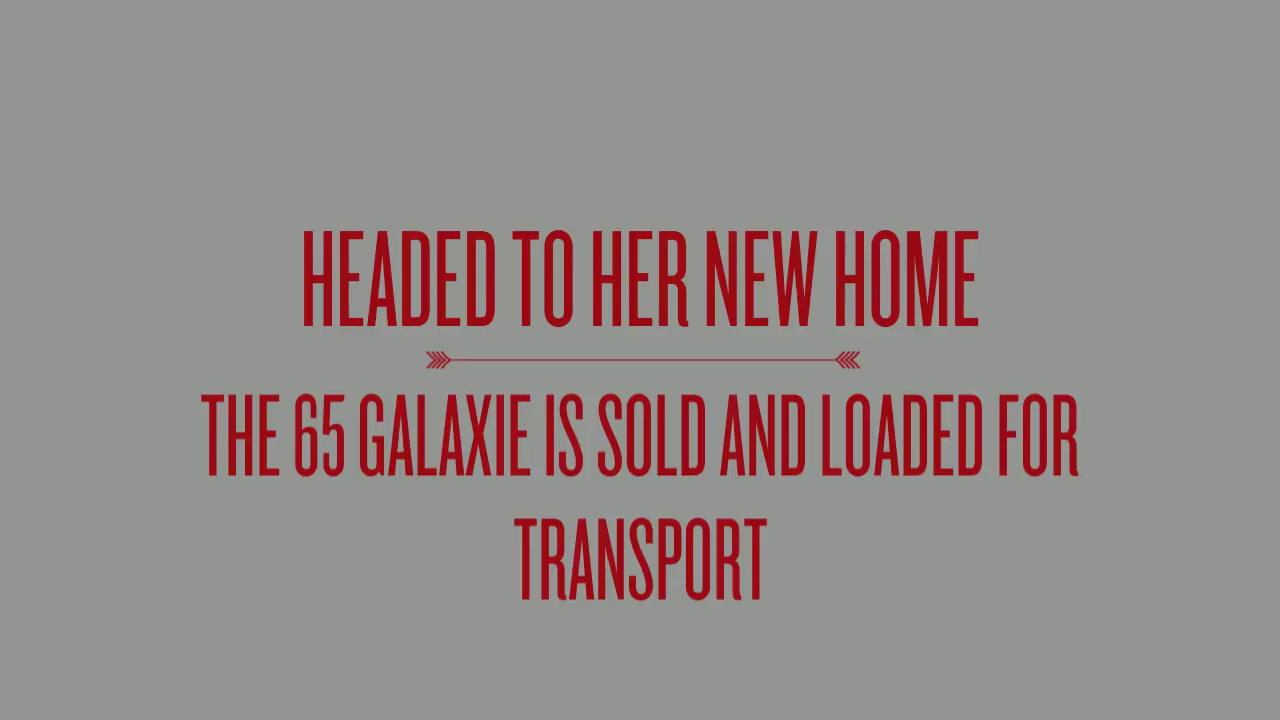 HEADED TO HER NEW HOME
THE 65 GALAXIE IS SOLD AND LOADED FOR
TRANSPORT